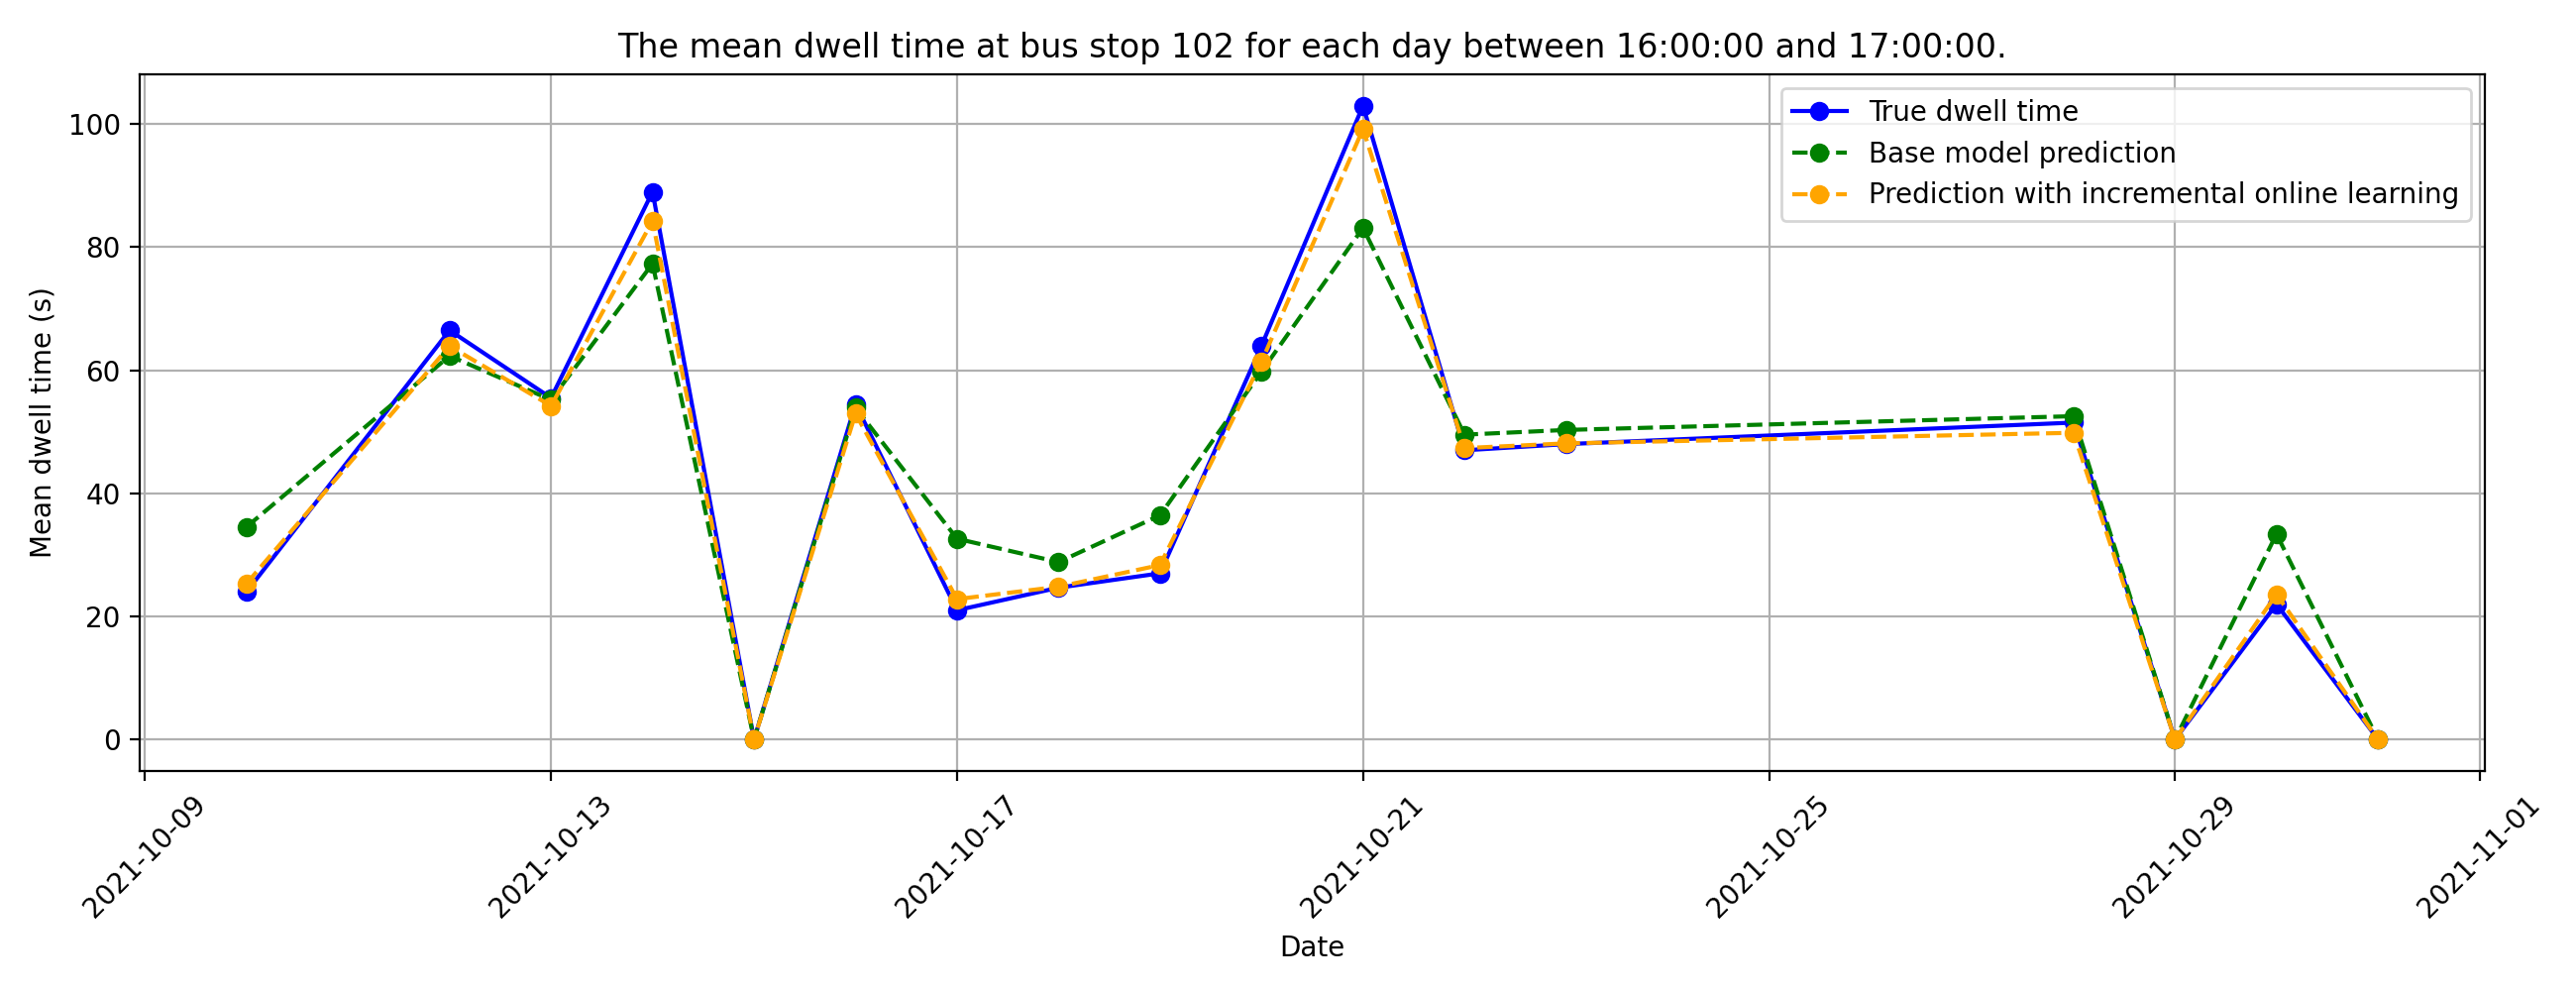 The mean dwell time at bus stop 102 for each day between 16:00:00 and 17:00:00.
True dwell time
Base model prediction
Prediction with incremental online learning
Mean dwell time (s)
100
80
60
40
20
0
2021-10-09
2021-10-13
2021-10-17
2021-10-21
2021-10-25
2021-10-29
2021-11-01
Date